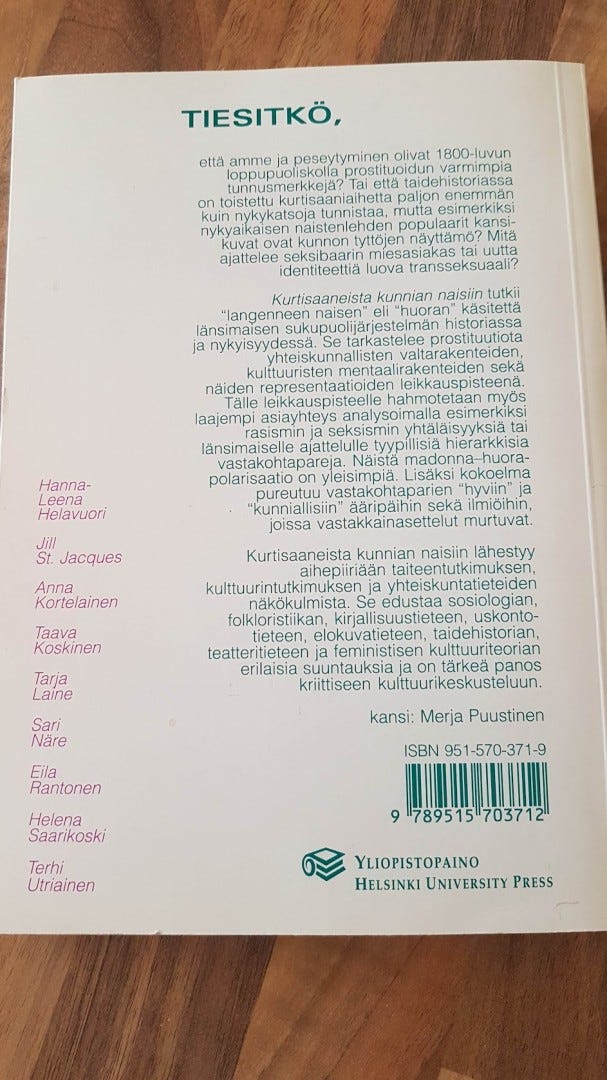 TIESITKÖ,
että amme ja peseytyminen olivat 1800-luvun
loppupuoliskolla prostituoidun varmimpia
tunnusmerkkejä? Tai että taidehistoriassa
on toistettu kurtisaaniaihetta paljon enemmän
kuin nykykatsoja tunnistaa, mutta esimerkiksi
nykyaikaisen naistenlehden populaarit kansi-
kuvat ovat kunnon tyttöjen näyttämö? Mitä
ajattelee seksibaarin miesasiakas tai uutta
identiteettiä luova transseksuaali?
Kurtisaaneista kunnian naisiin tutkii
"langenneen naisen" eli "huoran" käsitettä
länsimaisen sukupuolijärjestelmän historiassa
ja nykyisyydessä. Se tarkastelee prostituutiota
yhteiskunnallisten valtarakenteiden,
kulttuuristen mentaalirakenteiden sekä
näiden representaatioiden leikkauspisteenä.
Tälle leikkauspisteelle hahmotetaan myös
laajempi asiayhteys analysoimalla esimerkiksi
rasismin ja seksismin yhtäläisyyksiä tai
länsimaiselle ajattelulle tyypillisiä hierarkkisia
vastakohtapareja. Näistä madonna–huora-
polarisaatio on yleisimpiä. Lisäksi kokoelma
pureutuu vastakohtaparien "hyviin" ja
"kunniallisiin" ääripäihin sekä ilmiöihin,
joissa vastakkainasettelut murtuvat.
Kurtisaaneista kunnian naisiin lähestyy
aihepiiriään taiteentutkimuksen,
kulttuurintutkimuksen ja yhteiskuntatieteiden
näkökulmista. Se edustaa sosiologian,
folkloristiikan, kirjallisuustieteen, uskonto-
tieteen, elokuvatieteen, taidehistorian,
teatteritieteen ja feministisen kulttuuriteorian
erilaisia suuntauksia ja on tärkeä panos
kriittiseen kulttuurikeskusteluun.
kansi: Merja Puustinen
Hanna-
Leena
Helavuori
Jill
St. Jacques
Anna
Kortelainen
Taava
Koskinen
Tarja
Laine
Sari
Näre
Eila
Rantonen
Helena
Saarikoski
Terhi
Utriainen
ISBN 951-570-371-9
9 789515 703712
YLIOPISTOPAINO
HELSINKI UNIVERSITY PRESS